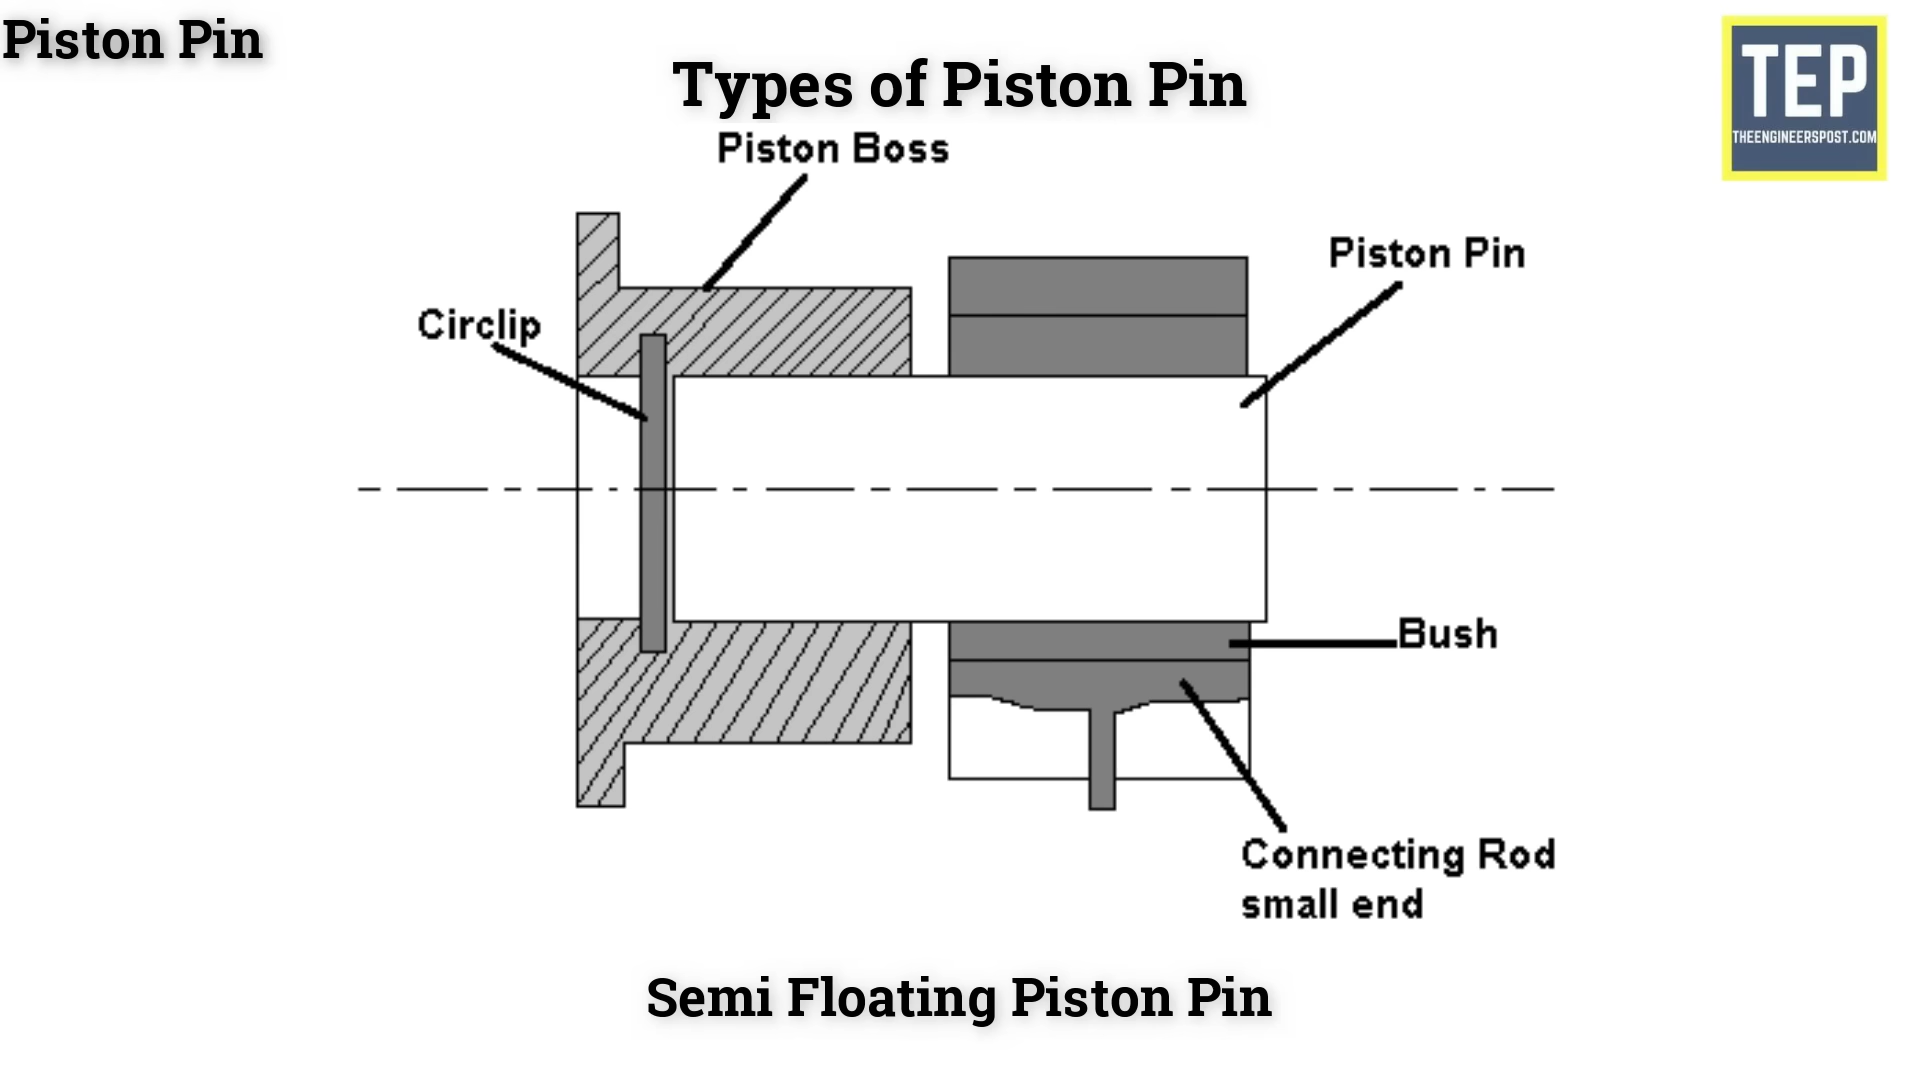 Piston Pin
TEP
THEENGINEERSPOST.COM
Types of Piston Pin
Piston Boss
Piston Pin
Circlip
Bush
Connecting Rod
small end
Semi Floating Piston Pin